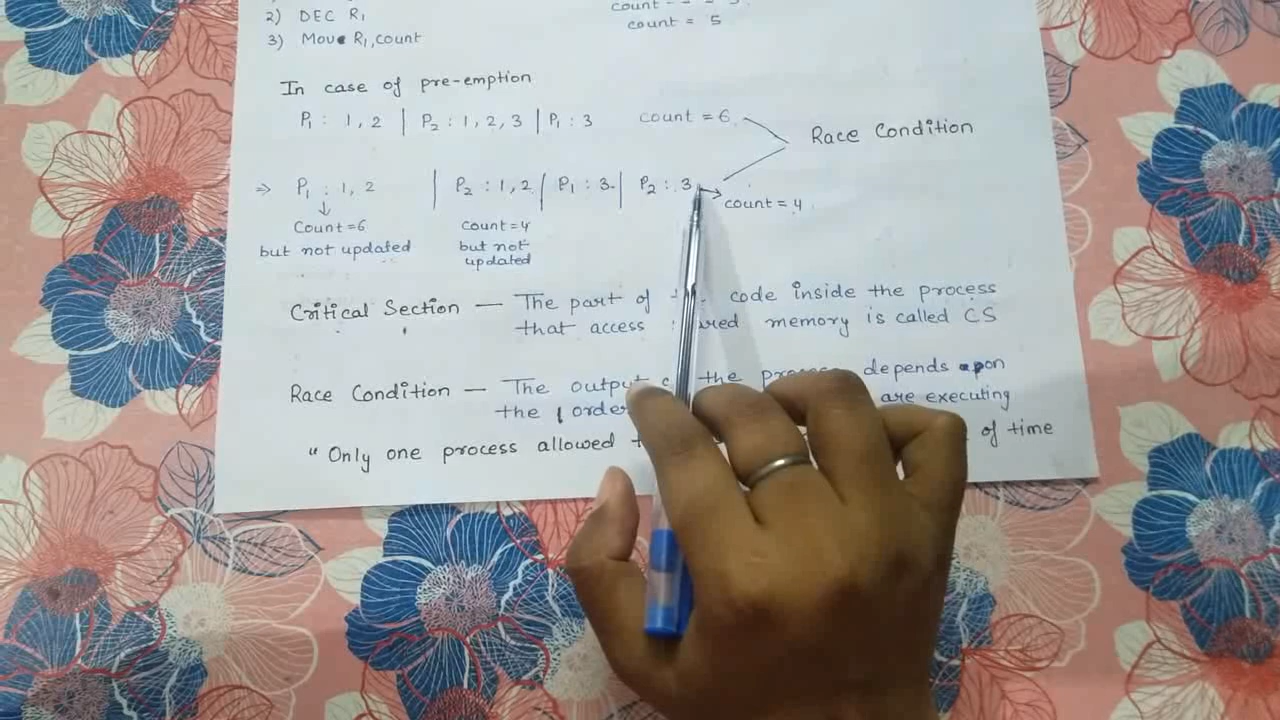 count =
2) DEC R1
count = 5
3) Move R1, count
In case of pre-emption
P1 : 1, 2 | P2 : 1, 2, 3 | P1 : 3 count = 6
Race Condition
⇒ P1 : 1, 2 | P2 : 1, 2 | P1 : 3. | P2 : 3 → count = 4
↓
Count=6 Count=4
but not updated but not
updated
Critical Section — The part of code inside the process
that access memory is called CS
Race Condition — The output the depends upon
the order are executing
" Only one process allowed of time